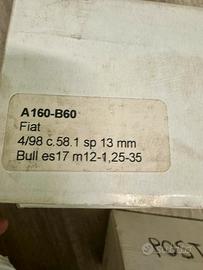 A160-B60
Fiat
4/98 c.58.1 sp 13 mm
Bull es17 m12-1,25-35
POST